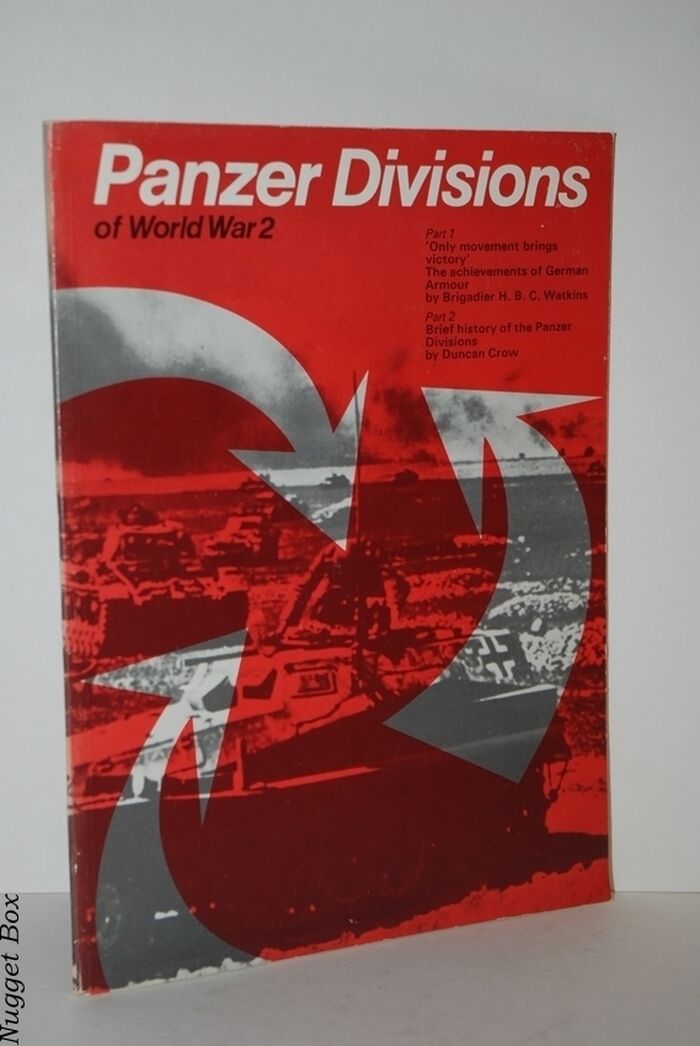 Panzer Divisions
of World War 2
Part 1
'Only movement brings
victory'
The achievements of German
Armour
by Brigadier H. B. C. Watkins
Part 2
Brief history of the Panzer
Divisions
by Duncan Crow
Nugget Box